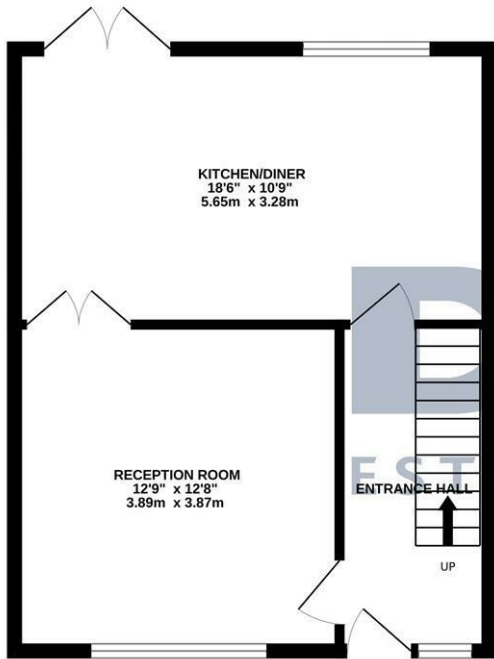 KITCHEN/DINER
18'6" x 10'9"
5.65m x 3.28m
D
RECEPTION ROOM
12'9" x 12'8"
3.89m x 3.87m
EST
ENTRANCE HALL
UP